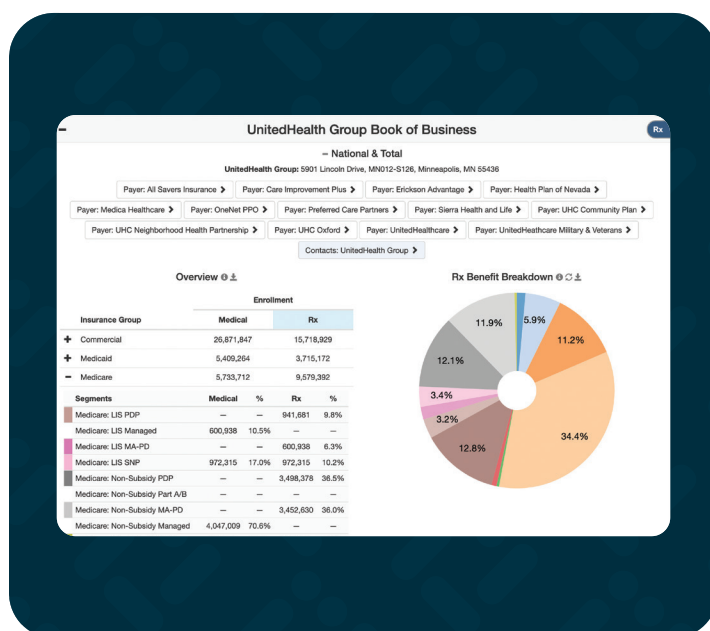 −
UnitedHealth Group Book of Business
Rx
− National & Total
UnitedHealth Group: 5901 Lincoln Drive, MN012-S126, Minneapolis, MN 55436
Payer: All Savers Insurance ❯ Payer: Care Improvement Plus ❯ Payer: Erickson Advantage ❯ Payer: Health Plan of Nevada ❯
Payer: Medica Healthcare ❯ Payer: OneNet PPO ❯ Payer: Preferred Care Partners ❯ Payer: Sierra Health and Life ❯ Payer: UHC Community Plan ❯
Payer: UHC Neighborhood Health Partnership ❯ Payer: UHC Oxford ❯ Payer: UnitedHealthcare ❯ Payer: UnitedHeathcare Military & Veterans ❯
Contacts: UnitedHealth Group ❯
Overview
Enrollment
Insurance Group Medical Rx
+ Commercial 26,871,847 15,718,929
+ Medicaid 5,409,264 3,715,172
− Medicare 5,733,712 9,579,392
Segments Medical % Rx %
Medicare: LIS PDP — — 941,681 9.8%
Medicare: LIS Managed 600,938 10.5% — —
Medicare: LIS MA-PD — — 600,938 6.3%
Medicare: LIS SNP 972,315 17.0% 972,315 10.2%
Medicare: Non-Subsidy PDP — — 3,498,378 36.5%
Medicare: Non-Subsidy Part A/B — — — —
Medicare: Non-Subsidy MA-PD — — 3,452,630 36.0%
Medicare: Non-Subsidy Managed 4,047,009 70.6% — —
Rx Benefit Breakdown
5.9%
11.2%
34.4%
12.8%
3.2%
3.4%
12.1%
11.9%